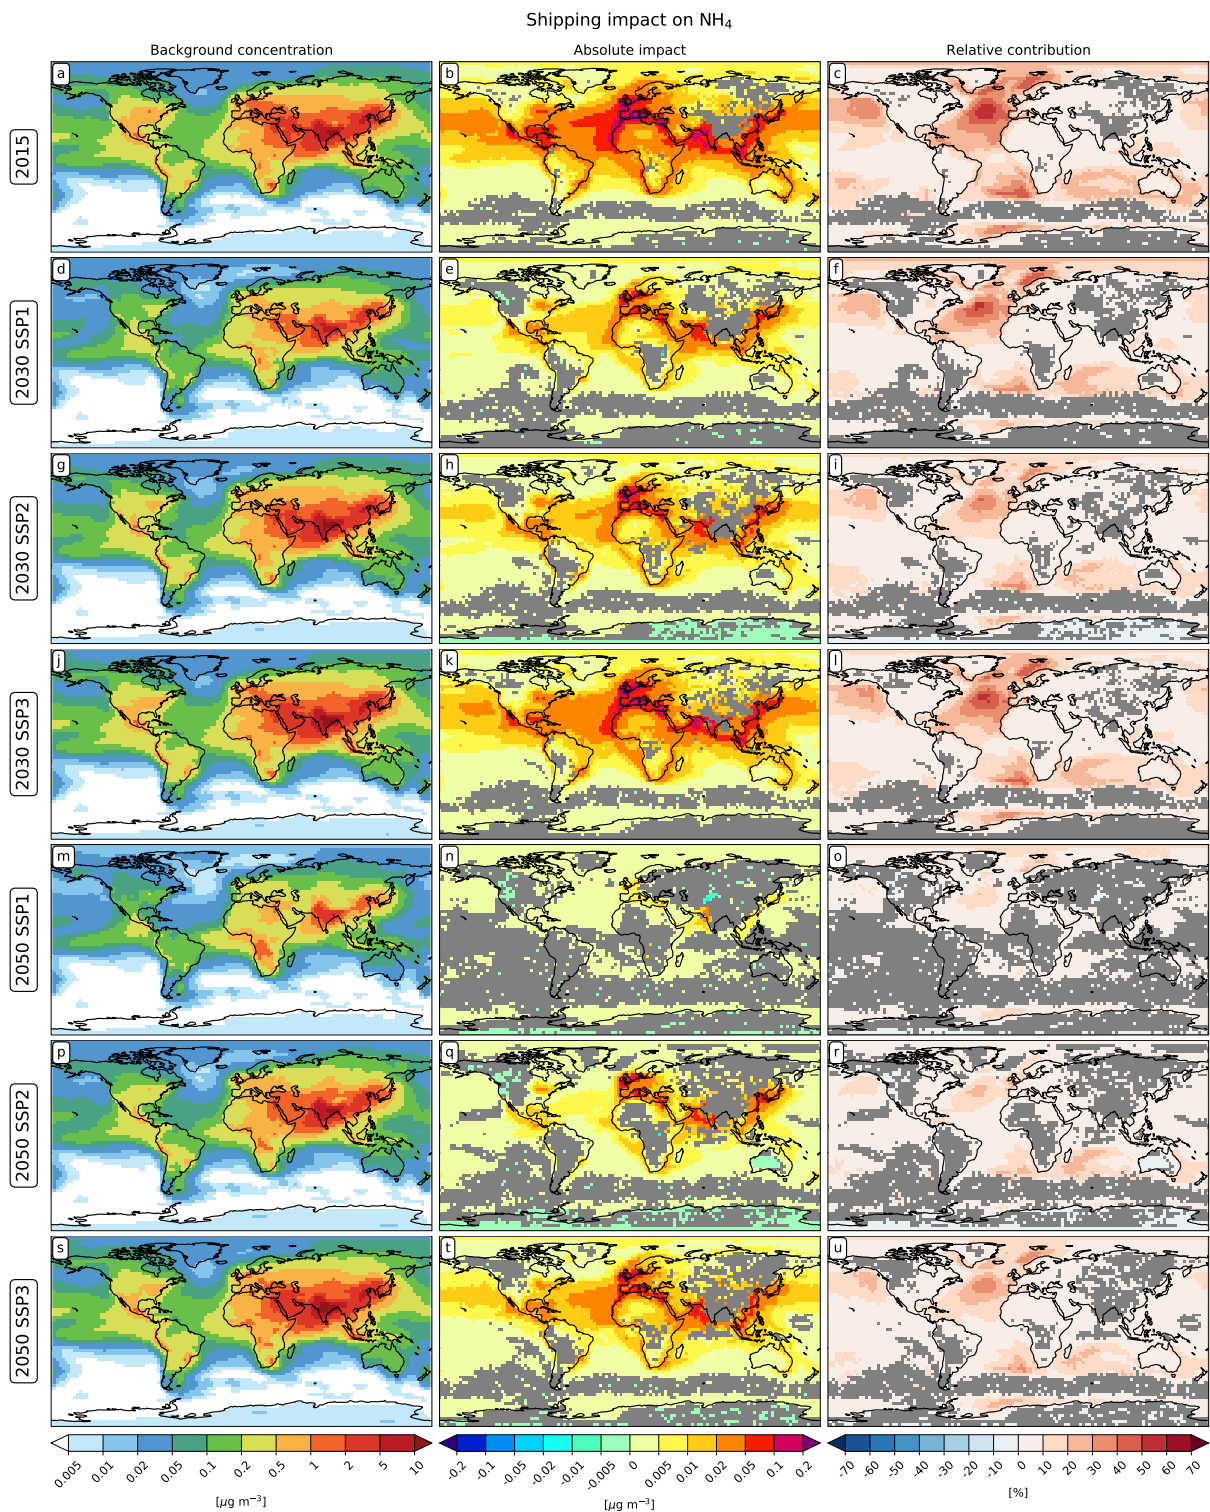 Shipping impact on NH₄
Background concentration
Absolute impact
Relative contribution
2015
a
b
c
2030 SSP1
d
e
f
2030 SSP2
g
h
i
2030 SSP3
j
k
l
2050 SSP1
m
n
o
2050 SSP2
p
q
r
2050 SSP3
s
t
u
0.005 0.01 0.02 0.05 0.1 0.2 0.5 1 2 5 10
[μg m⁻³]
-0.2 -0.1 -0.05 -0.02 -0.01 -0.005 0 0.005 0.01 0.02 0.05 0.1 0.2
[μg m⁻³]
-70 -60 -50 -40 -30 -20 -10 0 10 20 30 40 50 60 70
[%]